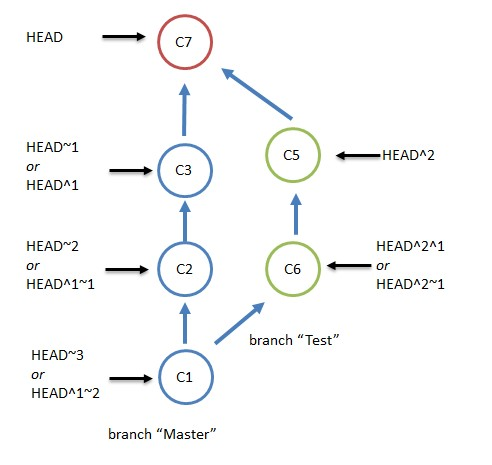 HEAD
C7
HEAD~1
or
HEAD^1
C3
C5
HEAD^2
HEAD~2
or
HEAD^1~1
C2
C6
HEAD^2^1
or
HEAD^2~1
branch “Test”
HEAD~3
or
HEAD^1~2
C1
branch “Master”